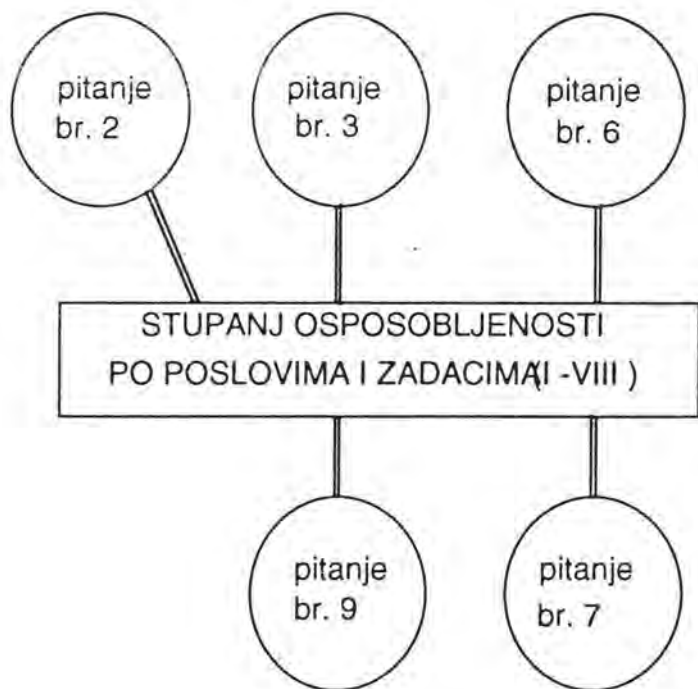 pitanje
br. 2
pitanje
br. 3
pitanje
br. 6
STUPANJ OSPOSOBLJENOSTI
PO POSLOVIMA I ZADACIMA(I -VIII )
pitanje
br. 9
pitanje
br. 7